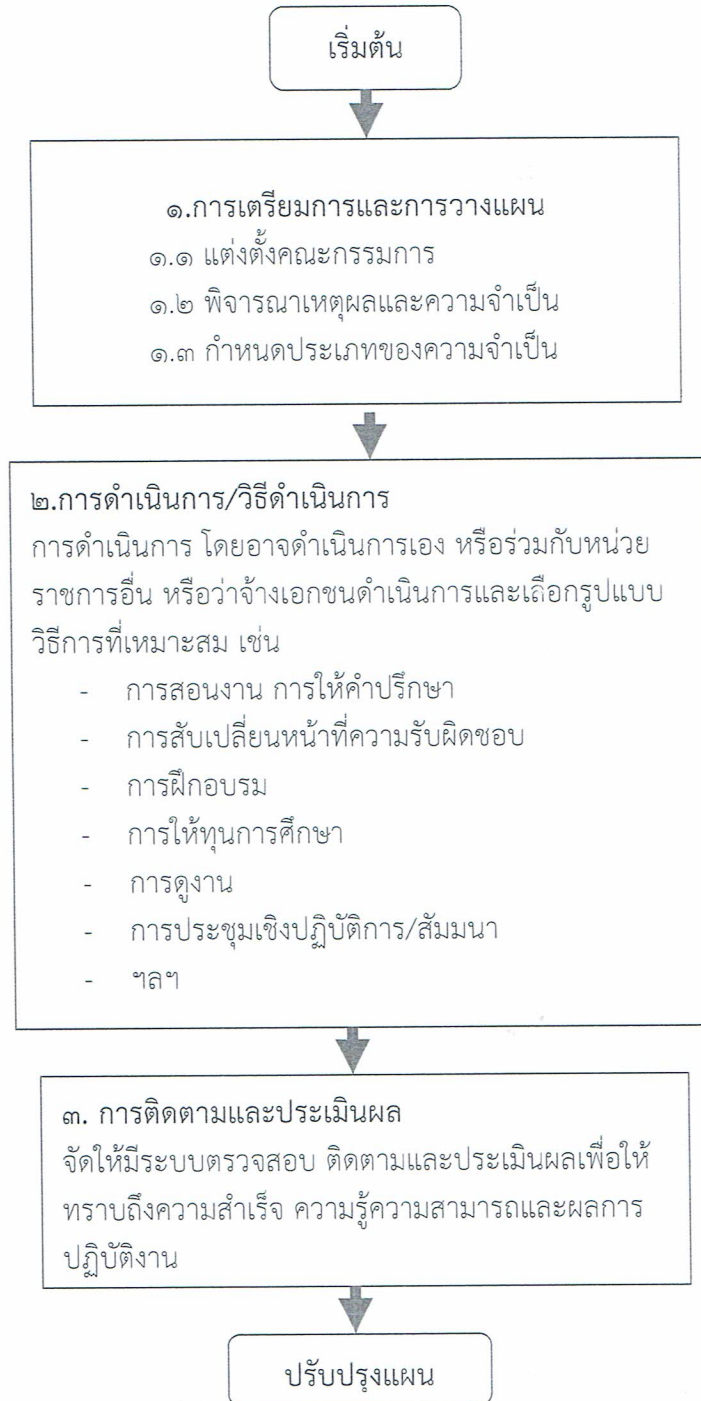 เริ่มต้น
๑.การเตรียมการและการวางแผน
๑.๑ แต่งตั้งคณะกรรมการ
๑.๒ พิจารณาเหตุผลและความจำเป็น
๑.๓ กำหนดประเภทของความจำเป็น
๒.การดำเนินการ/วิธีดำเนินการ
การดำเนินการ โดยอาจดำเนินการเอง หรือร่วมกับหน่วย
ราชการอื่น หรือว่าจ้างเอกชนดำเนินการและเลือกรูปแบบ
วิธีการที่เหมาะสม เช่น
- การสอนงาน การให้คำปรึกษา
- การสับเปลี่ยนหน้าที่ความรับผิดชอบ
- การฝึกอบรม
- การให้ทุนการศึกษา
- การดูงาน
- การประชุมเชิงปฏิบัติการ/สัมมนา
- ฯลฯ
๓. การติดตามและประเมินผล
จัดให้มีระบบตรวจสอบ ติดตามและประเมินผลเพื่อให้
ทราบถึงความสำเร็จ ความรู้ความสามารถและผลการ
ปฏิบัติงาน
ปรับปรุงแผน